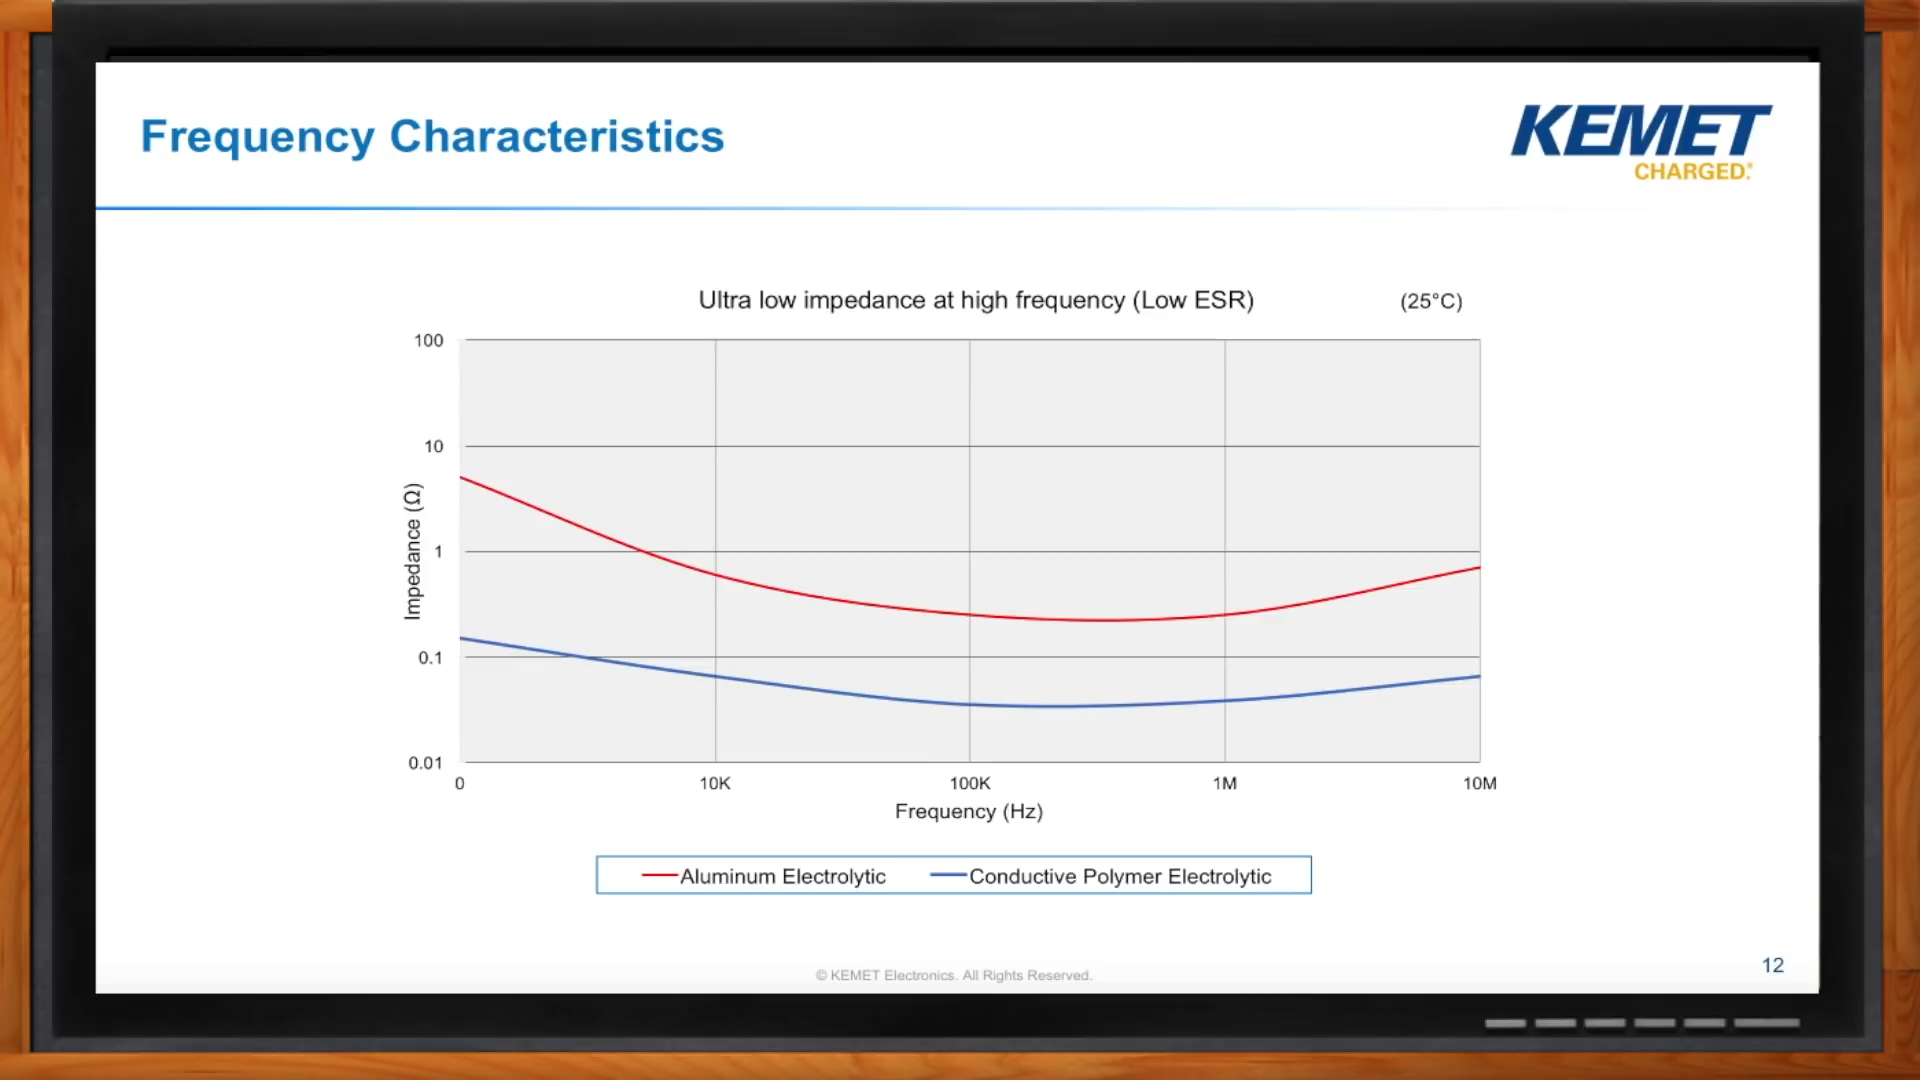 Frequency Characteristics
KEMET
CHARGED®
Ultra low impedance at high frequency (Low ESR)
(25°C)
100
10
1
0.1
0.01
Impedance (Ω)
0
10K
100K
1M
10M
Frequency (Hz)
Aluminum Electrolytic
Conductive Polymer Electrolytic
© KEMET Electronics. All Rights Reserved.
12